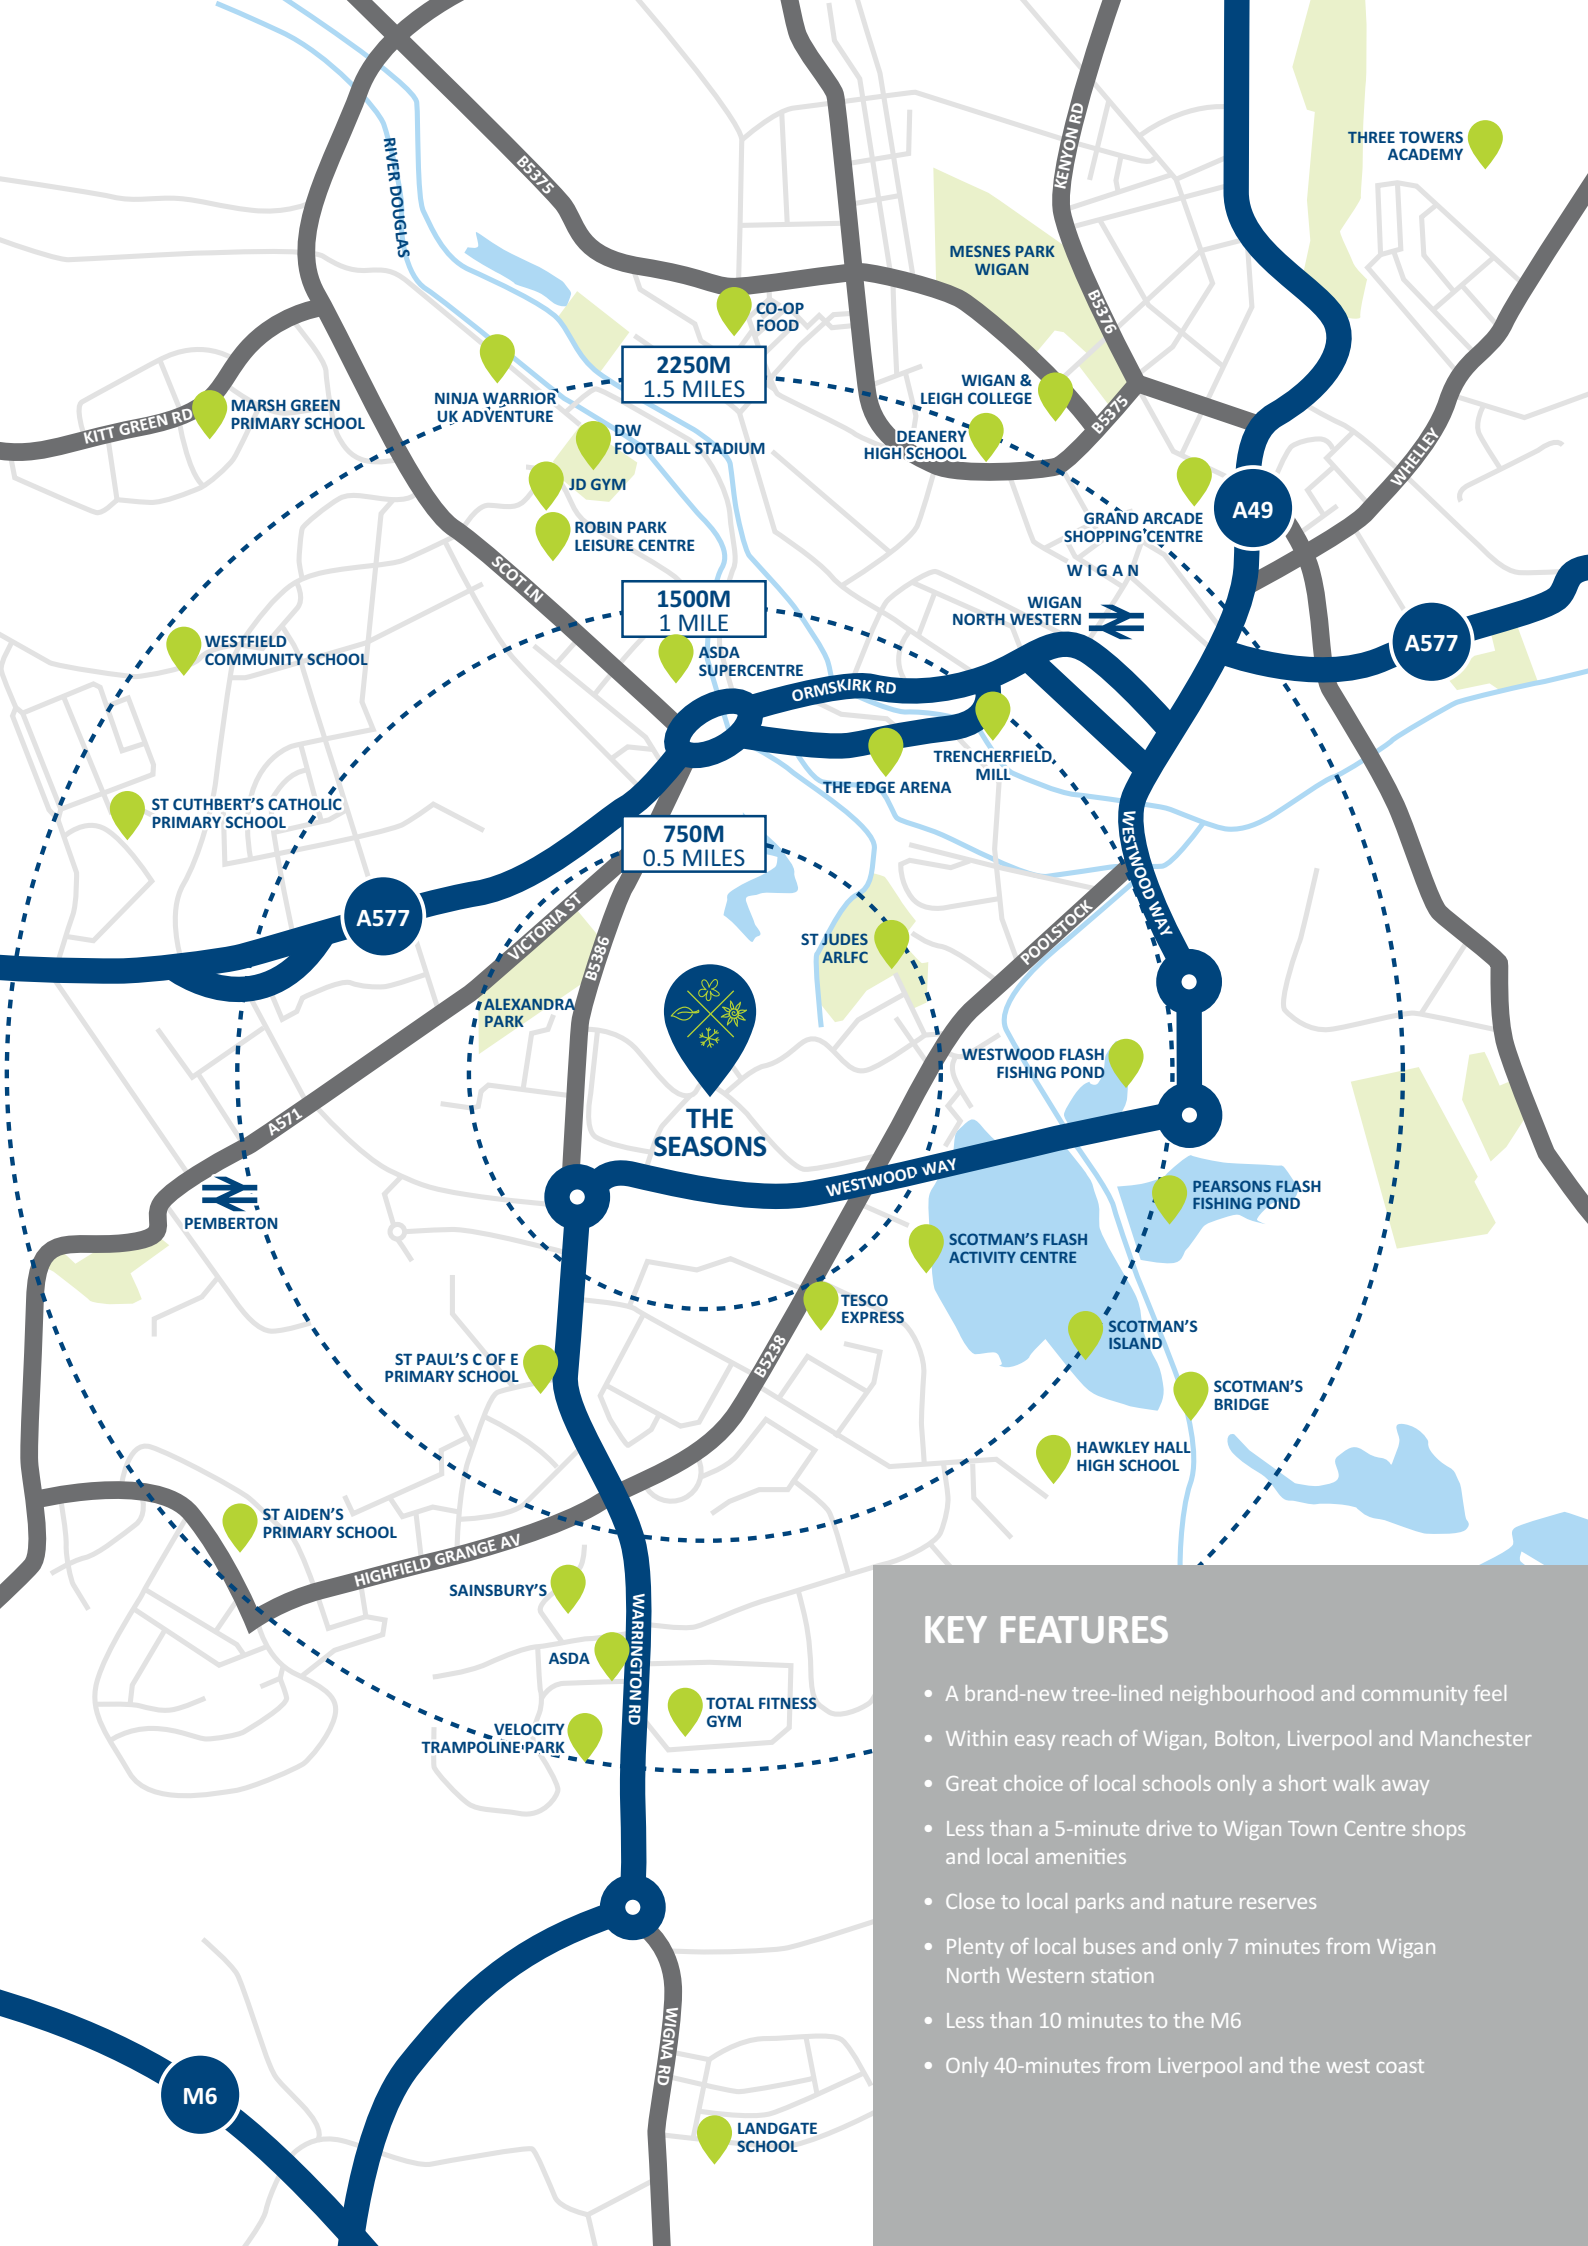 RIVER DOUGLAS
B5375
KENYON RD
THREE TOWERS
ACADEMY
MESNES PARK
WIGAN
B5376
CO-OP
FOOD
2250M
1.5 MILES
WIGAN &
LEIGH COLLEGE
NINJA WARRIOR
UK ADVENTURE
MARSH GREEN
PRIMARY SCHOOL
KITT GREEN RD
DW
FOOTBALL STADIUM
DEANERY
HIGH SCHOOL
B5375
WHELLEY
JD GYM
A49
GRAND ARCADE
SHOPPING CENTRE
ROBIN PARK
LEISURE CENTRE
SCOT LN
WIGAN
1500M
1 MILE
WIGAN
NORTH WESTERN
A577
WESTFIELD
COMMUNITY SCHOOL
ASDA
SUPERCENTRE
ORMSKIRK RD
TRENCHERFIELD
MILL
THE EDGE ARENA
ST CUTHBERT'S CATHOLIC
PRIMARY SCHOOL
750M
0.5 MILES
WESTWOOD WAY
A577
VICTORIA ST
B5386
POOLSTOCK
ST JUDES
ARLFC
ALEXANDRA
PARK
WESTWOOD FLASH
FISHING POND
A571
THE
SEASONS
WESTWOOD WAY
PEARSONS FLASH
FISHING POND
PEMBERTON
SCOTMAN'S FLASH
ACTIVITY CENTRE
TESCO
EXPRESS
SCOTMAN'S
ISLAND
B5238
ST PAUL'S C OF E
PRIMARY SCHOOL
SCOTMAN'S
BRIDGE
HAWKLEY HALL
HIGH SCHOOL
ST AIDEN'S
PRIMARY SCHOOL
HIGHFIELD GRANGE AV
SAINSBURY'S
WARRINGTON RD
ASDA
TOTAL FITNESS
GYM
VELOCITY
TRAMPOLINE PARK
WIGNA RD
M6
LANDGATE
SCHOOL
KEY FEATURES
• A brand-new tree-lined neighbourhood and community feel
• Within easy reach of Wigan, Bolton, Liverpool and Manchester
• Great choice of local schools only a short walk away
• Less than a 5-minute drive to Wigan Town Centre shops
and local amenities
• Close to local parks and nature reserves
• Plenty of local buses and only 7 minutes from Wigan
North Western station
• Less than 10 minutes to the M6
• Only 40-minutes from Liverpool and the west coast